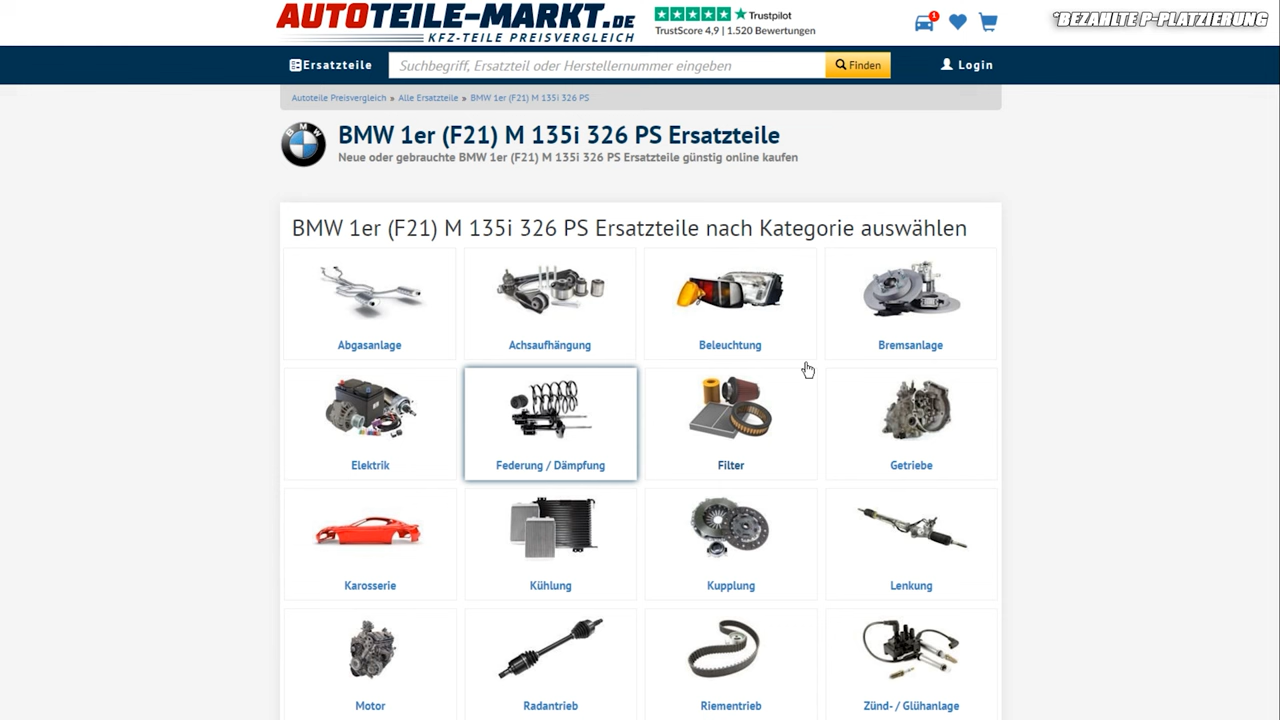 AUTOTEILE-MARKT.DE
KFZ-TEILE PREISVERGLEICH
Trustpilot
TrustScore 4,9 | 1.520 Bewertungen
1
*BEZAHLTE P-PLATZIERUNG
Ersatzteile
Suchbegriff, Ersatzteil oder Herstellernummer eingeben
Finden
Login
Autoteile Preisvergleich » Alle Ersatzteile » BMW 1er (F21) M 135i 326 PS
BMW
BMW 1er (F21) M 135i 326 PS Ersatzteile
Neue oder gebrauchte BMW 1er (F21) M 135i 326 PS Ersatzteile günstig online kaufen
BMW 1er (F21) M 135i 326 PS Ersatzteile nach Kategorie auswählen
Abgasanlage
Achsaufhängung
Beleuchtung
Bremsanlage
Elektrik
Federung / Dämpfung
Filter
Getriebe
Karosserie
Kühlung
Kupplung
Lenkung
Motor
Radantrieb
Riementrieb
Zünd- / Glühanlage